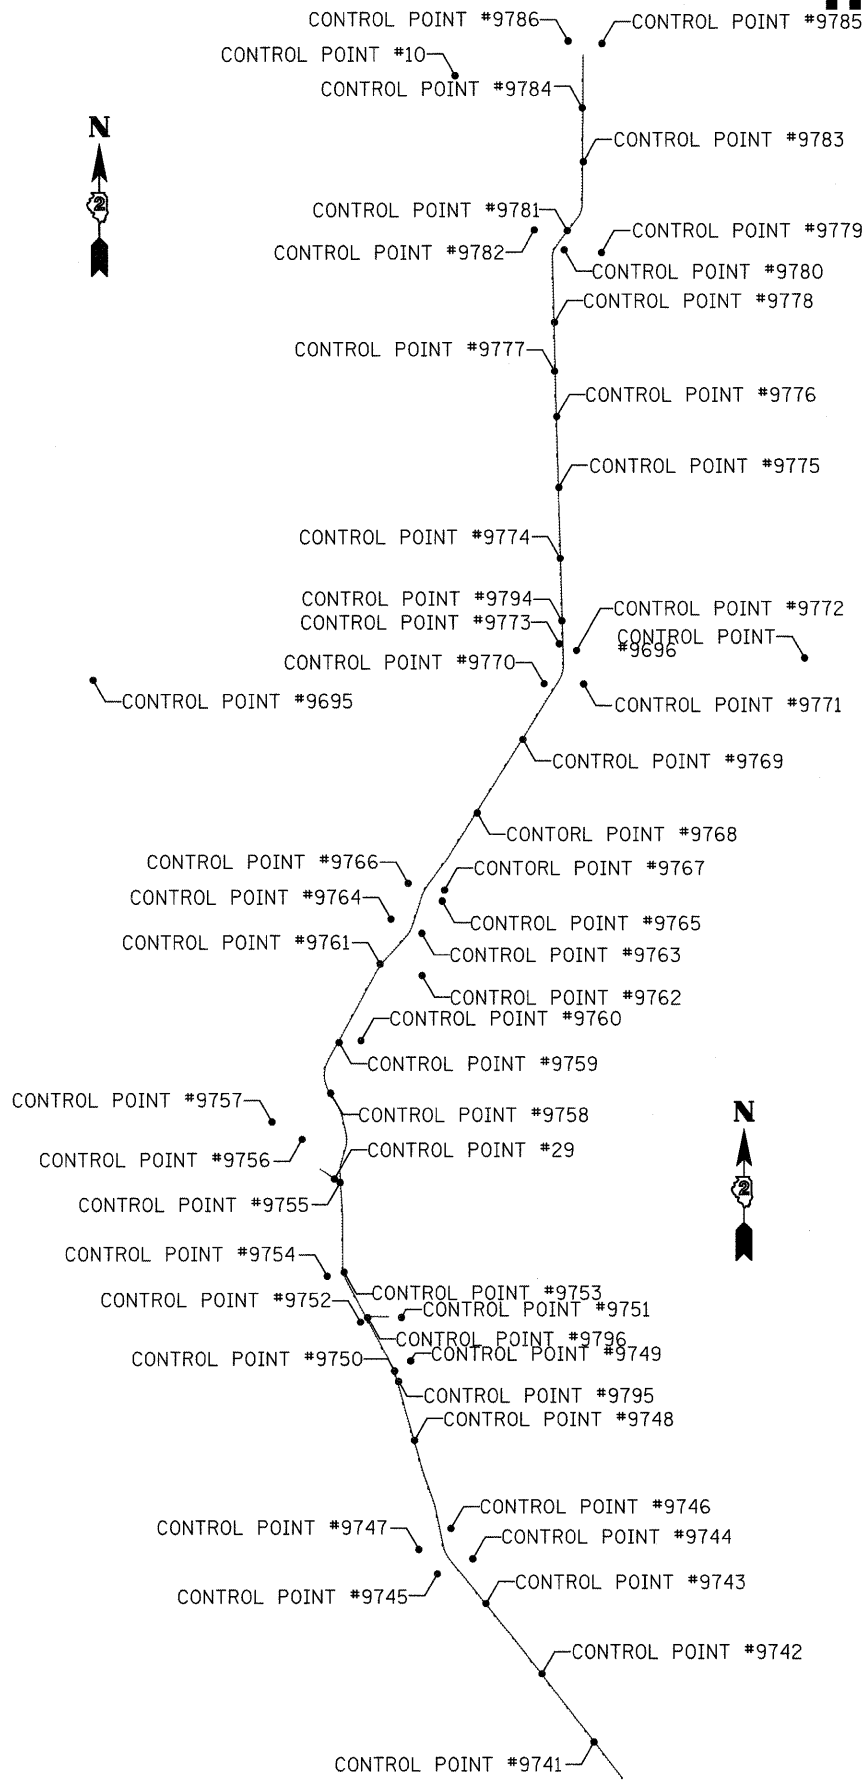 CONTROL POINT #9786
CONTROL POINT #9785
CONTROL POINT #10
CONTROL POINT #9784
N
2
CONTROL POINT #9783
CONTROL POINT #9781
CONTROL POINT #9779
CONTROL POINT #9782
CONTROL POINT #9780
CONTROL POINT #9778
CONTROL POINT #9777
CONTROL POINT #9776
CONTROL POINT #9775
CONTROL POINT #9774
CONTROL POINT #9794
CONTROL POINT #9772
CONTROL POINT #9773
CONTROL POINT
#9696
CONTROL POINT #9770
CONTROL POINT #9695
CONTROL POINT #9771
CONTROL POINT #9769
CONTORL POINT #9768
CONTROL POINT #9766
CONTORL POINT #9767
CONTROL POINT #9764
CONTROL POINT #9765
CONTROL POINT #9761
CONTROL POINT #9763
CONTROL POINT #9762
CONTROL POINT #9760
CONTROL POINT #9759
CONTROL POINT #9757
CONTROL POINT #9758
N
2
CONTROL POINT #29
CONTROL POINT #9756
CONTROL POINT #9755
CONTROL POINT #9754
CONTROL POINT #9753
CONTROL POINT #9752
CONTROL POINT #9751
CONTROL POINT #9796
CONTROL POINT #9749
CONTROL POINT #9750
CONTROL POINT #9795
CONTROL POINT #9748
CONTROL POINT #9746
CONTROL POINT #9747
CONTROL POINT #9744
CONTROL POINT #9743
CONTROL POINT #9745
CONTROL POINT #9742
CONTROL POINT #9741